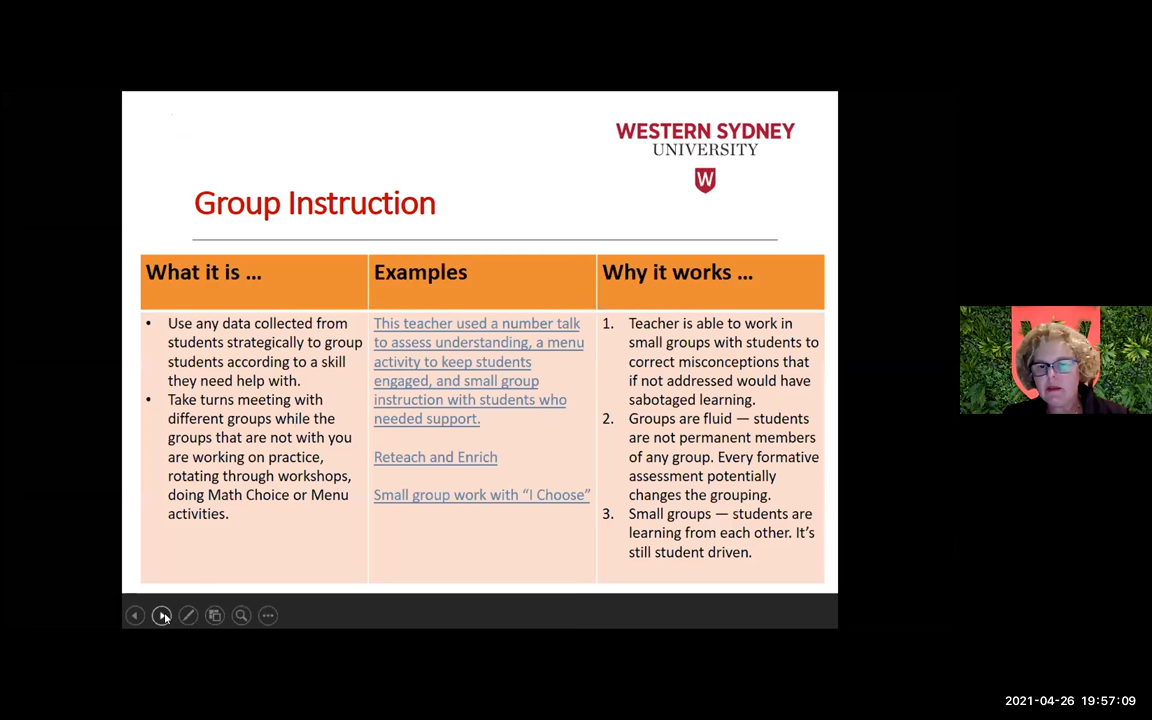 WESTERN SYDNEY
UNIVERSITY
W
Group Instruction
What it is ...
Examples
Why it works ...
• Use any data collected from
students strategically to group
students according to a skill
they need help with.
• Take turns meeting with
different groups while the
groups that are not with you
are working on practice,
rotating through workshops,
doing Math Choice or Menu
activities.
This teacher used a number talk
to assess understanding, a menu
activity to keep students
engaged, and small group
instruction with students who
needed support.
Reteach and Enrich
Small group work with “I Choose”
1. Teacher is able to work in
small groups with students to
correct misconceptions that
if not addressed would have
sabotaged learning.
2. Groups are fluid — students
are not permanent members
of any group. Every formative
assessment potentially
changes the grouping.
3. Small groups — students are
learning from each other. It’s
still student driven.
2021-04-26 19:57:09